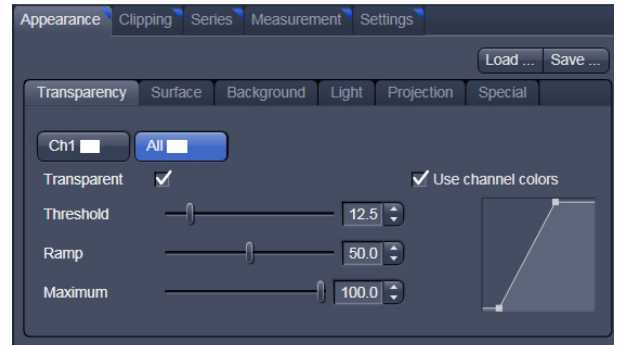 Appearance Clipping Series Measurement Settings
Load ... Save ...
Transparency Surface Background Light Projection Special
Ch1 All
Transparent Use channel colors
Threshold 12.5
Ramp 50.0
Maximum 100.0